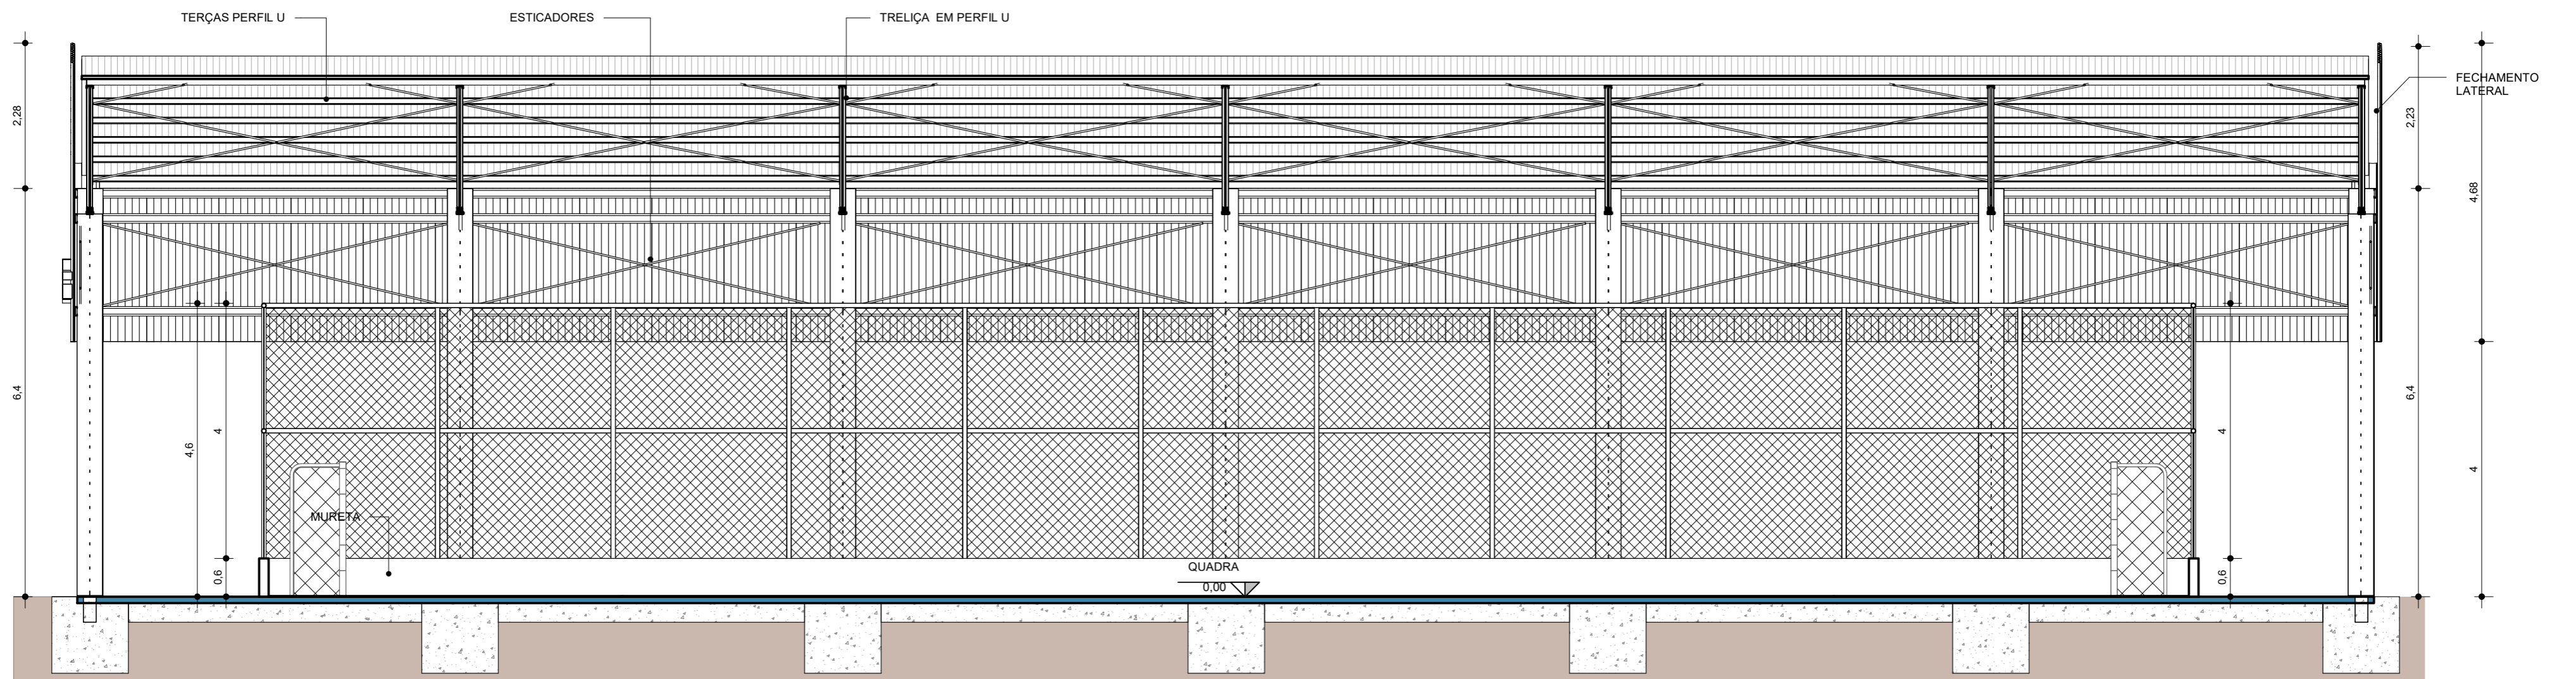 TERÇAS PERFIL U
ESTICADORES
TRELIÇA EM PERFIL U
FECHAMENTO
LATERAL
2,28
2,23
4,68
6,4
4,6
4
4
6,4
4
MURETA
0,6
QUADRA
0,00
0,6